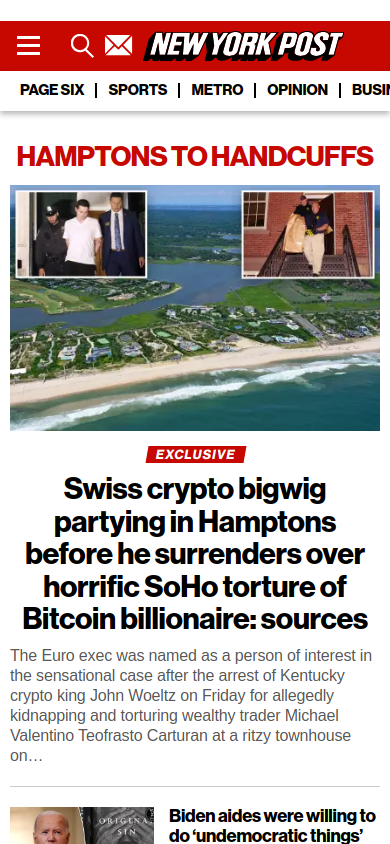 NEW YORK POST
PAGE SIX | SPORTS | METRO | OPINION | BUSIN
HAMPTONS TO HANDCUFFS
EXCLUSIVE
Swiss crypto bigwig
partying in Hamptons
before he surrenders over
horrific SoHo torture of
Bitcoin billionaire: sources
The Euro exec was named as a person of interest in
the sensational case after the arrest of Kentucky
crypto king John Woeltz on Friday for allegedly
kidnapping and torturing wealthy trader Michael
Valentino Teofrasto Carturan at a ritzy townhouse
on…
ORIGINA
SIN
Biden aides were willing to
do ‘undemocratic things’